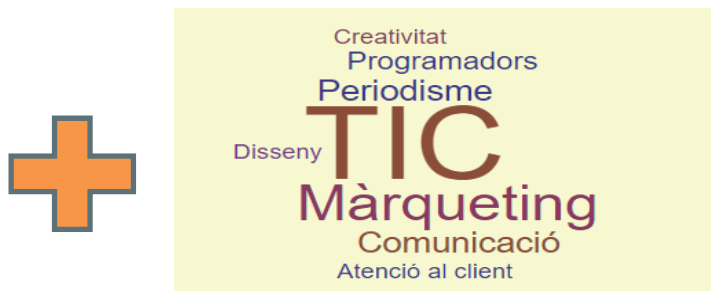 Creativitat
Programadors
Periodisme
TIC
Disseny
Màrqueting
Comunicació
Atenció al client